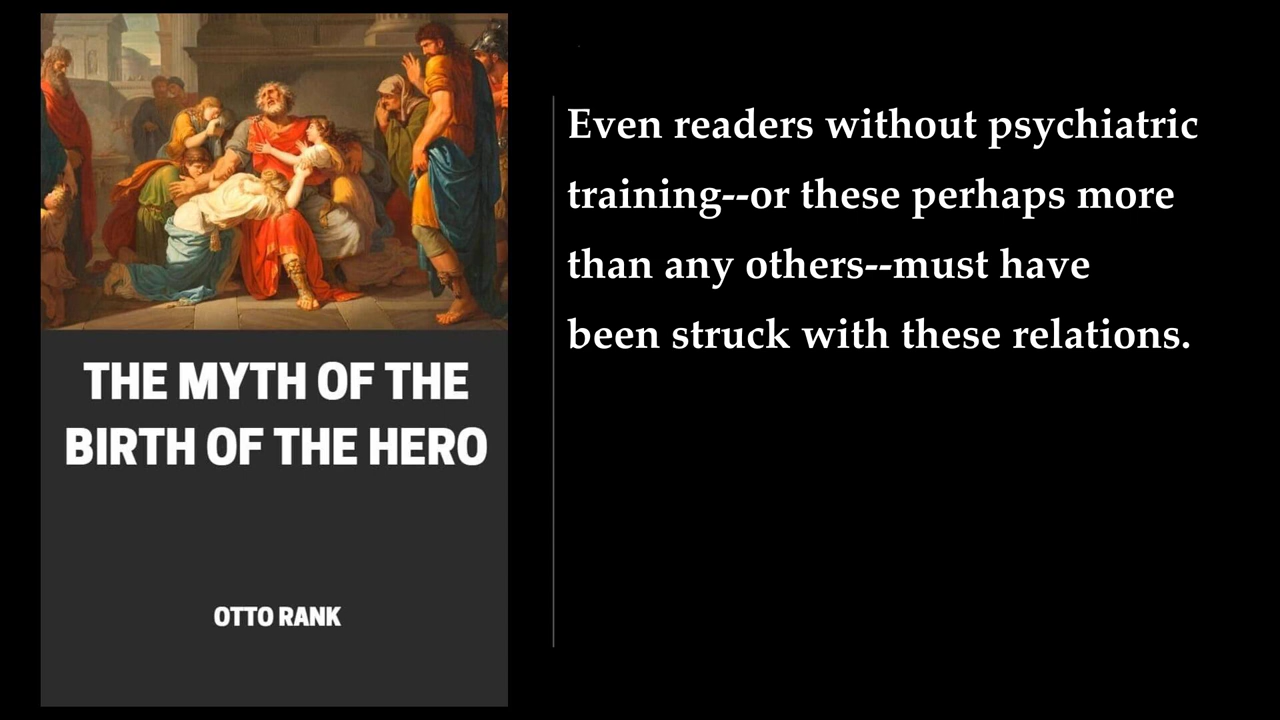 THE MYTH OF THE
BIRTH OF THE HERO
OTTO RANK
Even readers without psychiatric
training--or these perhaps more
than any others--must have
been struck with these relations.